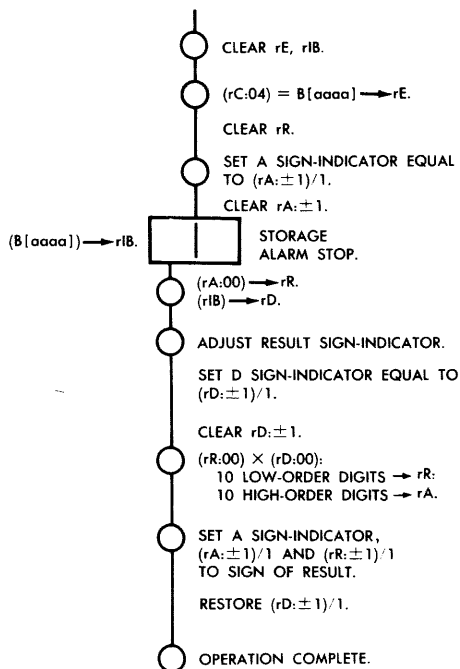 CLEAR rE, rIB.
(rC:04) = B[aaaa] → rE.
CLEAR rR.
SET A SIGN-INDICATOR EQUAL
TO (rA:±1)/1.
CLEAR rA:±1.
(B[aaaa]) → rIB.
STORAGE
ALARM STOP.
(rA:00) → rR.
(rIB) → rD.
ADJUST RESULT SIGN-INDICATOR.
SET D SIGN-INDICATOR EQUAL TO
(rD:±1)/1.
CLEAR rD:±1.
(rR:00) × (rD:00):
10 LOW-ORDER DIGITS → rR:
10 HIGH-ORDER DIGITS → rA.
SET A SIGN-INDICATOR,
(rA:±1)/1 AND (rR:±1)/1
TO SIGN OF RESULT.
RESTORE (rD:±1)/1.
OPERATION COMPLETE.